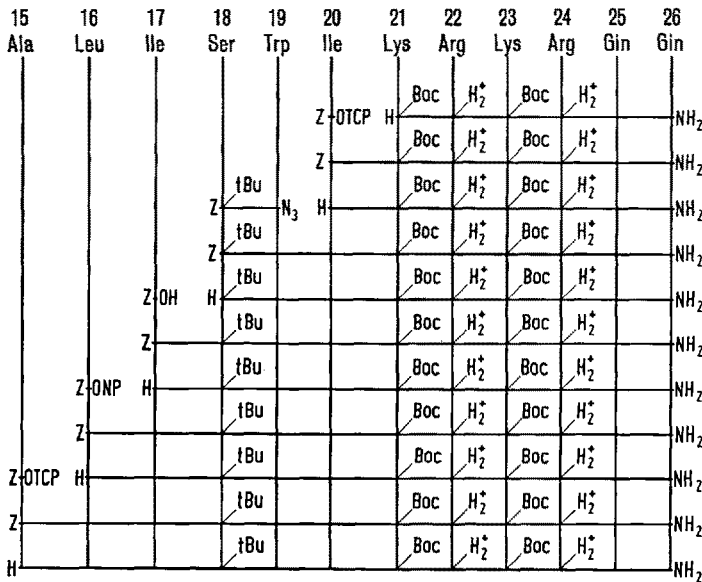 15 16 17 18 19 20 21 22 23 24 25 26
Ala Leu Ile Ser Trp Ile Lys Arg Lys Arg Gin Gin
Boc H₂⁺ Boc H₂⁺
Z OTCP H NH₂
Boc H₂⁺ Boc H₂⁺
Z NH₂
tBu Boc H₂⁺ Boc H₂⁺
Z N₃ H NH₂
tBu Boc H₂⁺ Boc H₂⁺
Z NH₂
tBu Boc H₂⁺ Boc H₂⁺
Z OH H NH₂
tBu Boc H₂⁺ Boc H₂⁺
Z NH₂
tBu Boc H₂⁺ Boc H₂⁺
Z ONP H NH₂
tBu Boc H₂⁺ Boc H₂⁺
Z NH₂
tBu Boc H₂⁺ Boc H₂⁺
Z OTCP H NH₂
tBu Boc H₂⁺ Boc H₂⁺
Z NH₂
tBu Boc H₂⁺ Boc H₂⁺
H NH₂